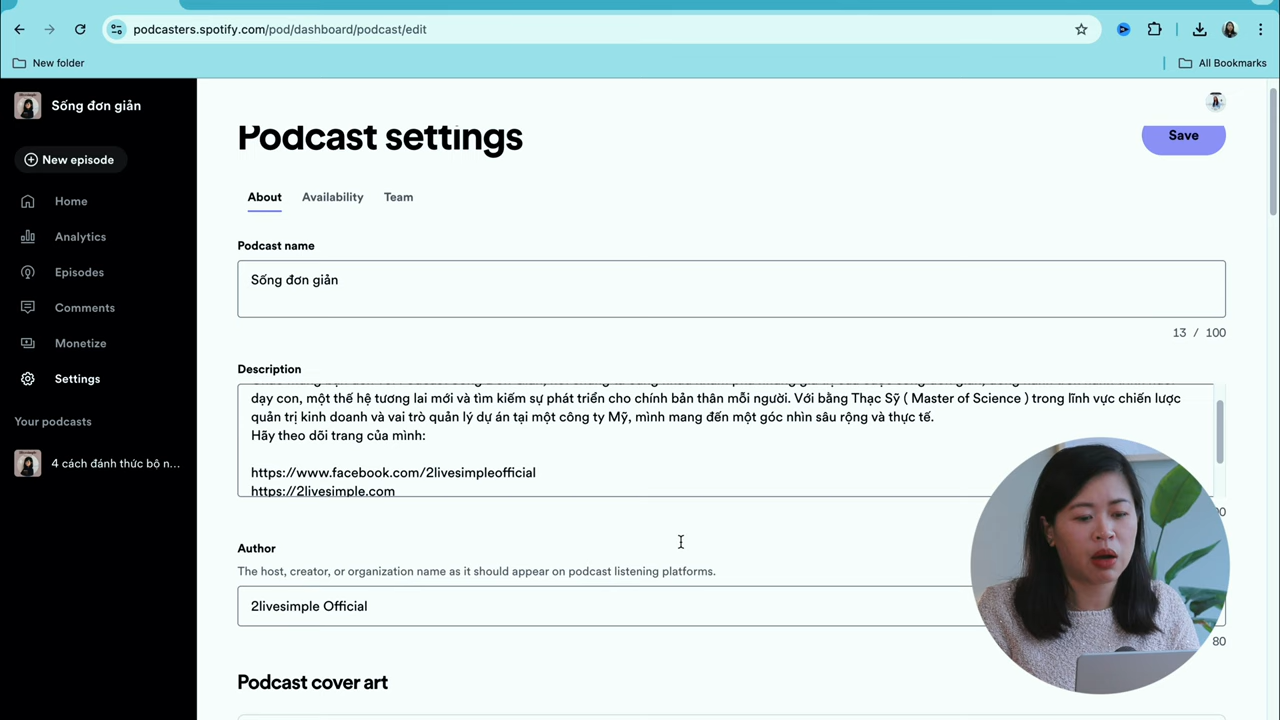 podcasters.spotify.com/pod/dashboard/podcast/edit
New folder
All Bookmarks
Sống đơn giản
New episode
Home
Analytics
Episodes
Comments
Monetize
Settings
Your podcasts
4 cách đánh thức bộ n...
Podcast settings
Save
About
Availability
Team
Podcast name
Sống đơn giản
13 / 100
Description
dạy con, một thế hệ tương lai mới và tìm kiếm sự phát triển cho chính bản thân mỗi người. Với bằng Thạc Sỹ ( Master of Science ) trong lĩnh vực chiến lược
quản trị kinh doanh và vai trò quản lý dự án tại một công ty Mỹ, mình mang đến một góc nhìn sâu rộng và thực tế.
Hãy theo dõi trang của mình:
https://www.facebook.com/2livesimpleofficial
https://2livesimple.com
Author
The host, creator, or organization name as it should appear on podcast listening platforms.
2livesimple Official
80
Podcast cover art